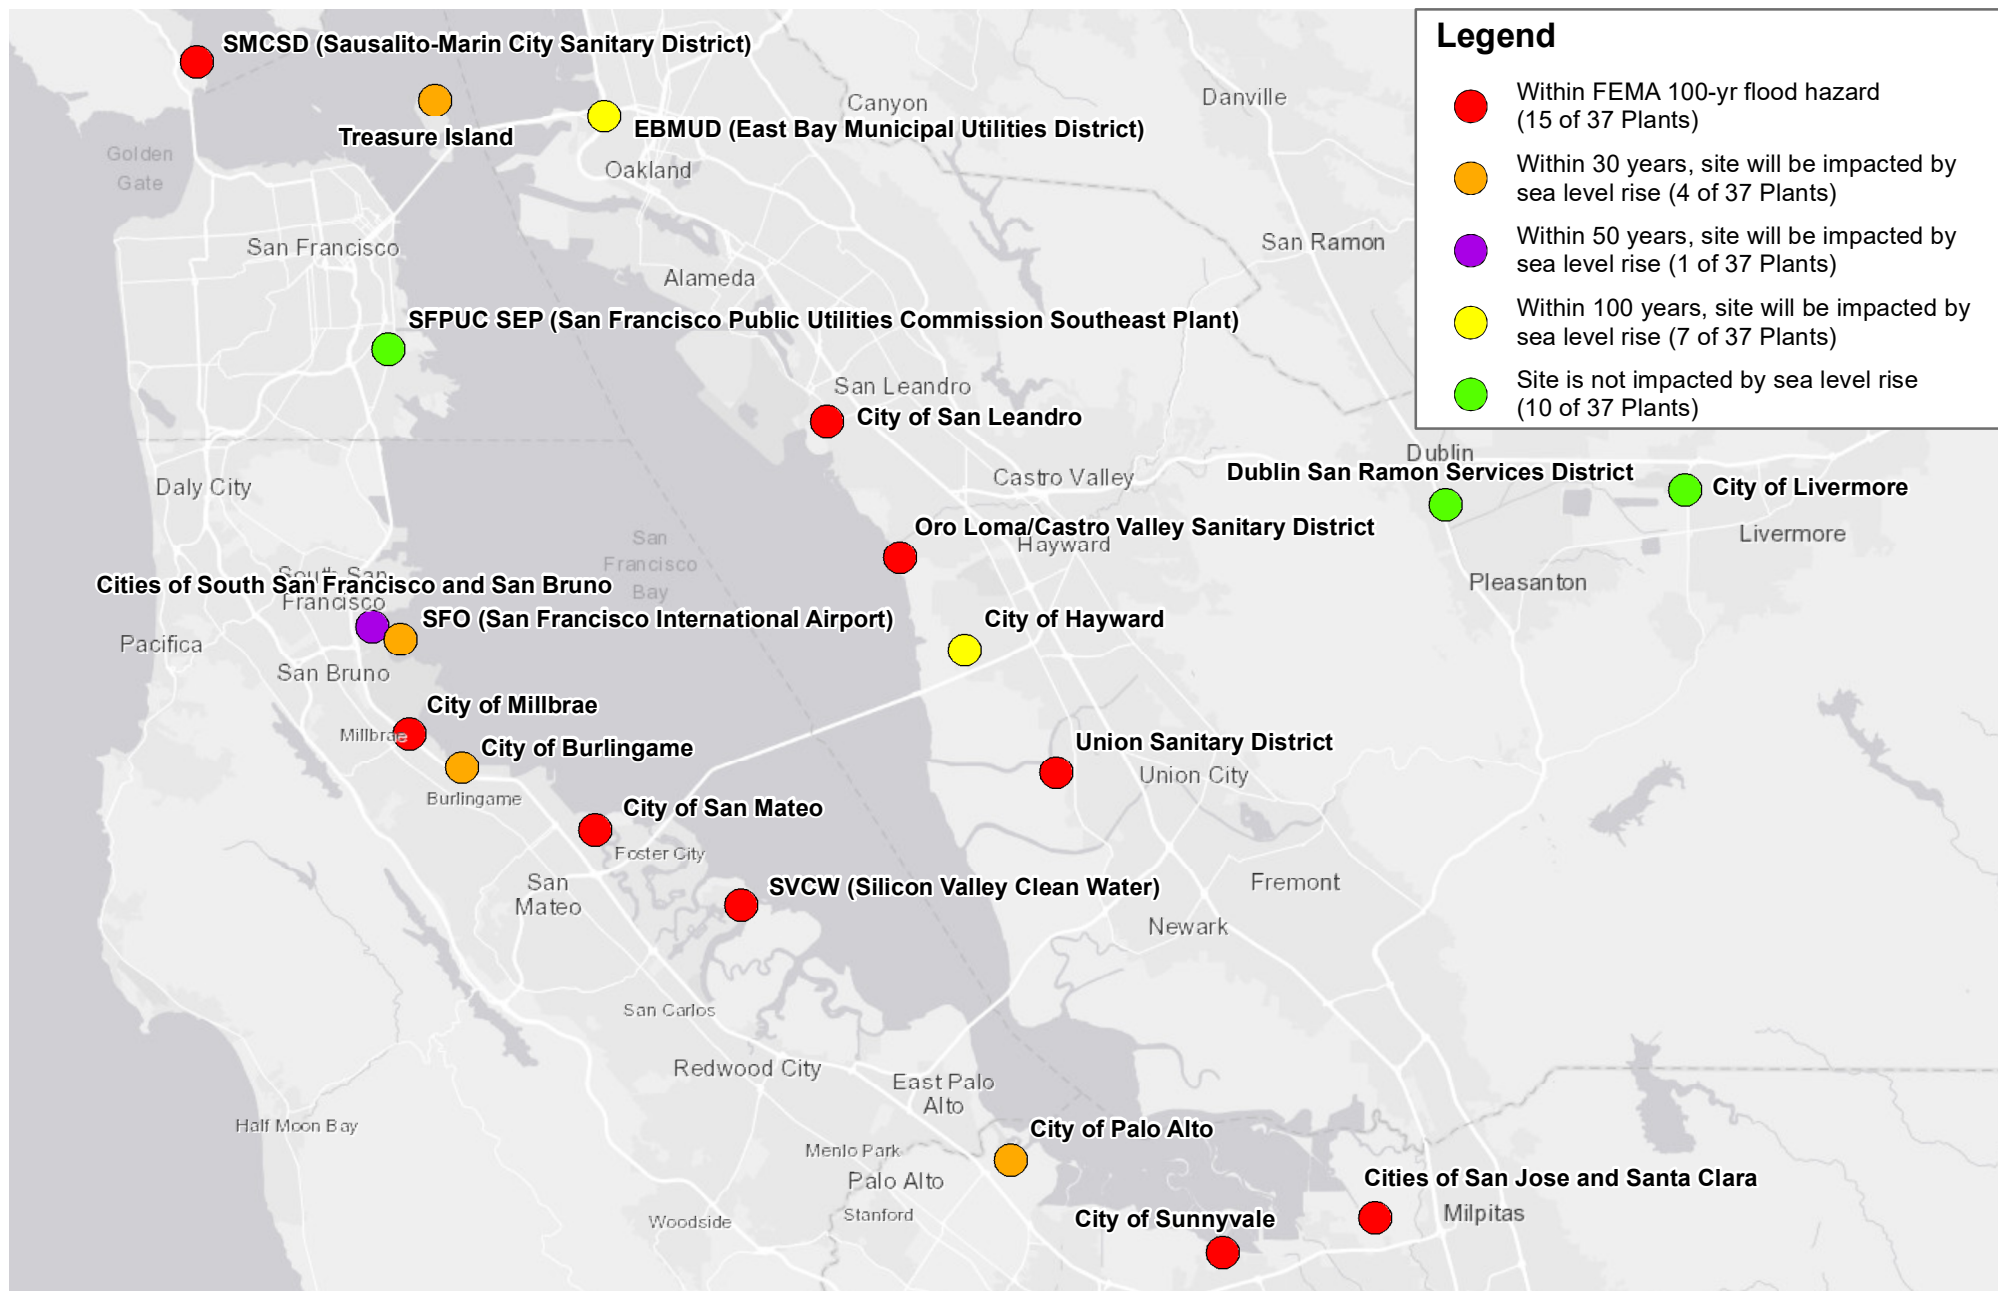 SMCSD (Sausalito-Marin City Sanitary District)
Treasure Island
EBMUD (East Bay Municipal Utilities District)
Canyon
Danville
Golden
Gate
Oakland
San Francisco
San Ramon
Alameda
SFPUC SEP (San Francisco Public Utilities Commission Southeast Plant)
San Leandro
City of San Leandro
Daly City
Castro Valley
Dublin
Dublin San Ramon Services District
City of Livermore
Livermore
Oro Loma/Castro Valley Sanitary District
Hayward
San
Francisco
Bay
South San
Francisco
Cities of South San Francisco and San Bruno
SFO (San Francisco International Airport)
City of Hayward
Pleasanton
Pacifica
San Bruno
City of Millbrae
Millbrae
City of Burlingame
Burlingame
Union Sanitary District
Union City
City of San Mateo
Foster City
San
Mateo
SVCW (Silicon Valley Clean Water)
Fremont
Newark
San Carlos
Redwood City
East Palo
Alto
Half Moon Bay
City of Palo Alto
Menlo Park
Palo Alto
Stanford
Woodside
Cities of San Jose and Santa Clara
Milpitas
City of Sunnyvale
Legend
Within FEMA 100-yr flood hazard
(15 of 37 Plants)
Within 30 years, site will be impacted by
sea level rise (4 of 37 Plants)
Within 50 years, site will be impacted by
sea level rise (1 of 37 Plants)
Within 100 years, site will be impacted by
sea level rise (7 of 37 Plants)
Site is not impacted by sea level rise
(10 of 37 Plants)